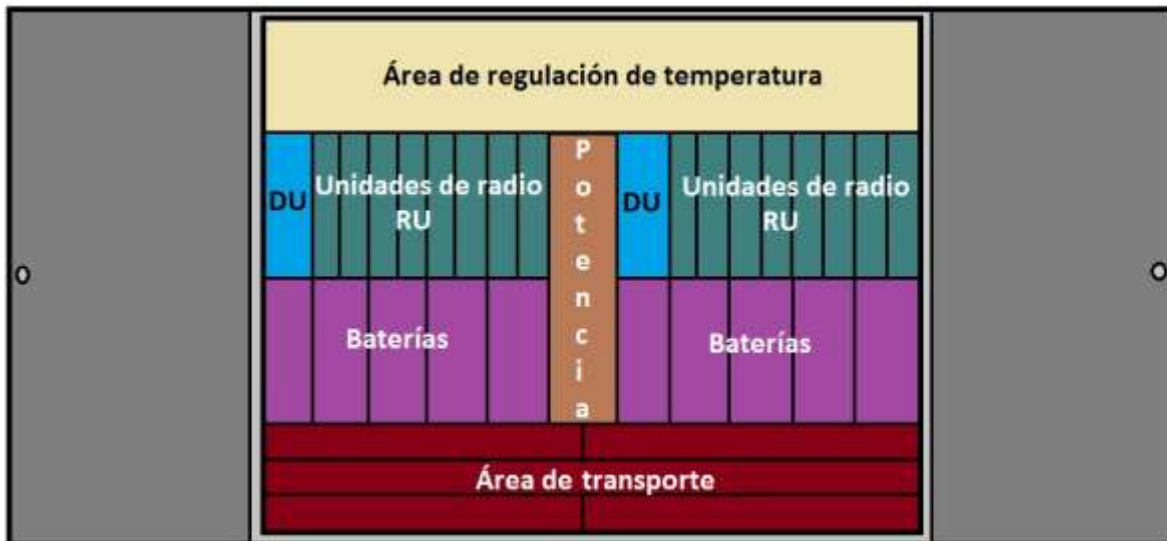 Área de regulación de temperatura
DU
Unidades de radio
RU
Potencia
DU
Unidades de radio
RU
Baterías
Baterías
Área de transporte